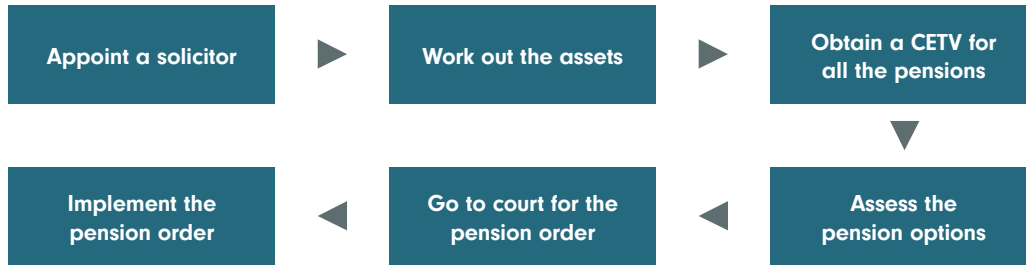 Appoint a solicitor
Work out the assets
Obtain a CETV for
all the pensions
Assess the
pension options
Go to court for the
pension order
Implement the
pension order